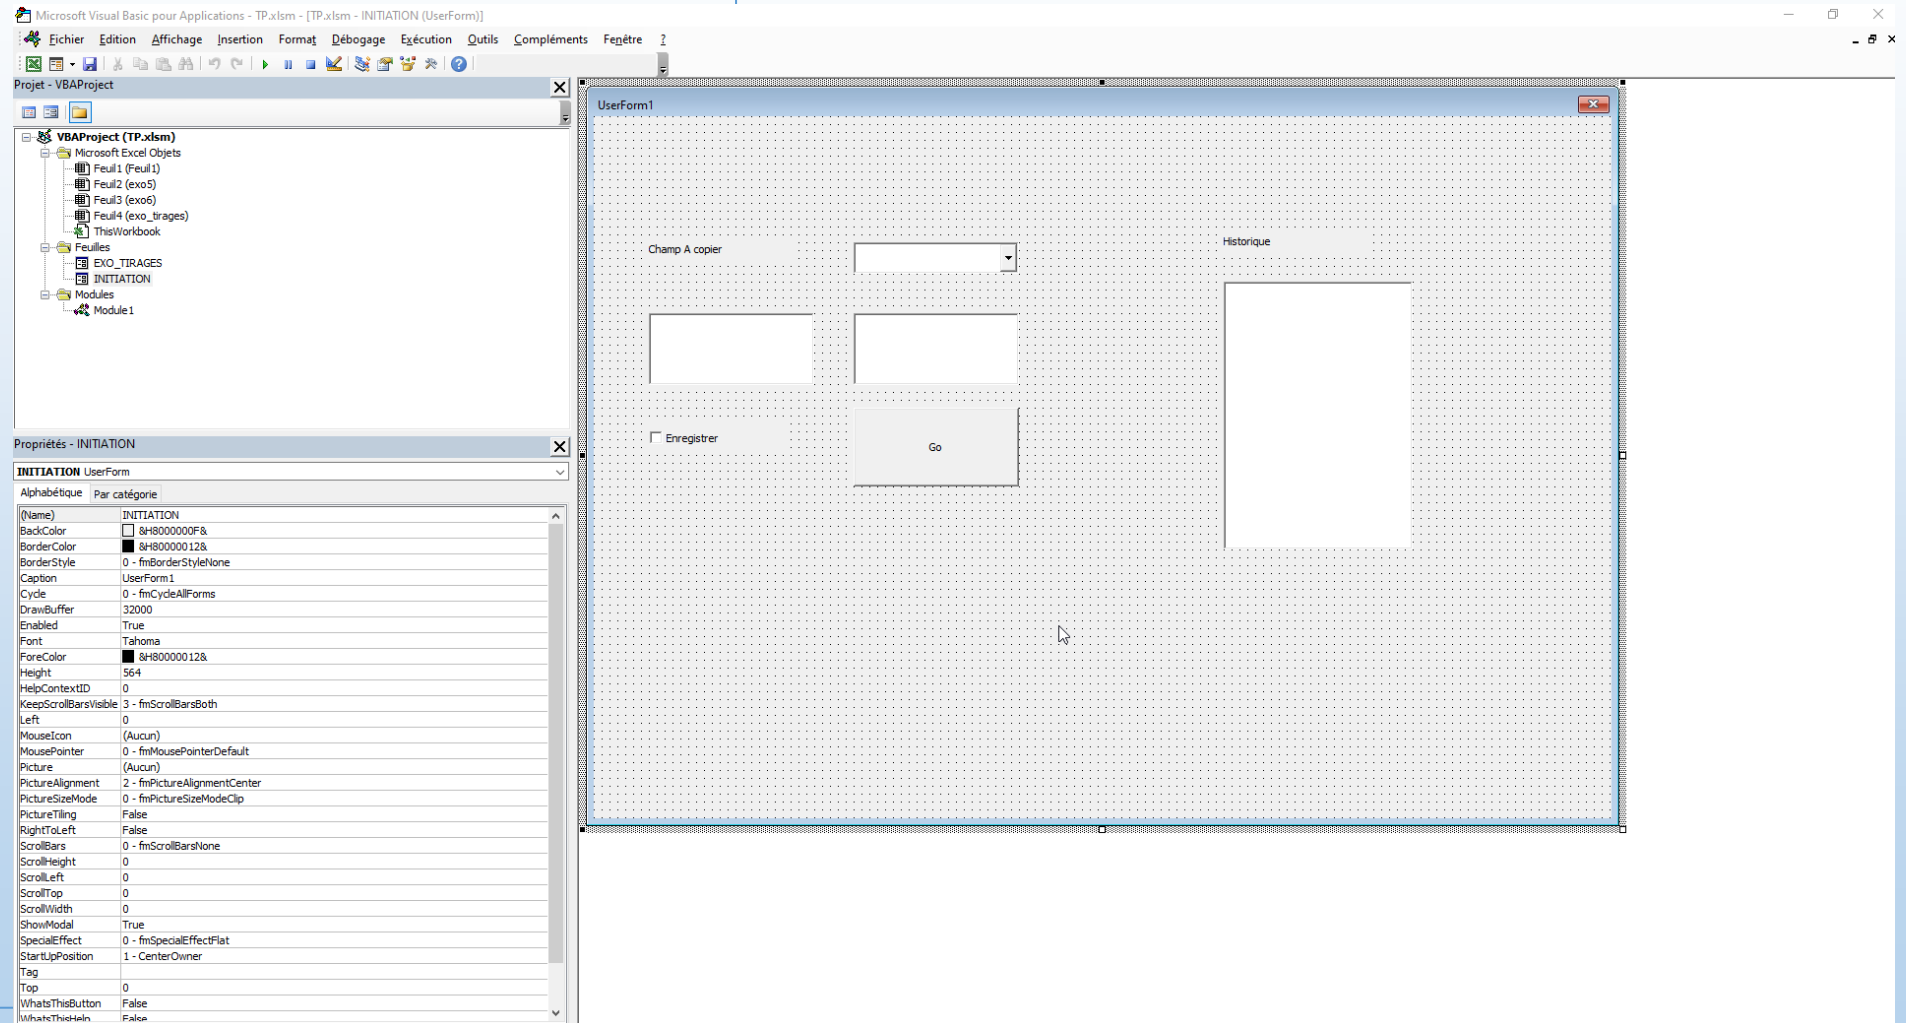 Microsoft Visual Basic pour Applications - TP.xlsm - [TP.xlsm - INITIATION (UserForm)]
Fichier Edition Affichage Insertion Format Débogage Exécution Outils Compléments Fenêtre ?
Projet - VBAProject
VBAProject (TP.xlsm)
Microsoft Excel Objets
Feuil1 (Feuil1)
Feuil2 (exo5)
Feuil3 (exo6)
Feuil4 (exo_tirages)
ThisWorkbook
Feuilles
EXO_TIRAGES
INITIATION
Modules
Module1
Propriétés - INITIATION
INITIATION UserForm
Alphabétique Par catégorie
(Name) INITIATION
BackColor &H8000000F&
BorderColor &H80000012&
BorderStyle 0 - fmBorderStyleNone
Caption UserForm1
Cycle 0 - fmCycleAllForms
DrawBuffer 32000
Enabled True
Font Tahoma
ForeColor &H80000012&
Height 564
HelpContextID 0
KeepScrollBarsVisible 3 - fmScrollBarsBoth
Left 0
MouseIcon (Aucun)
MousePointer 0 - fmMousePointerDefault
Picture (Aucun)
PictureAlignment 2 - fmPictureAlignmentCenter
PictureSizeMode 0 - fmPictureSizeModeClip
PictureTiling False
RightToLeft False
ScrollBars 0 - fmScrollBarsNone
ScrollHeight 0
ScrollLeft 0
ScrollTop 0
ScrollWidth 0
ShowModal True
SpecialEffect 0 - fmSpecialEffectFlat
StartUpPosition 1 - CenterOwner
Tag
Top 0
WhatsThisButton False
WhatsThisHelp False
UserForm1
Champ A copier
Historique
Enregistrer
Go